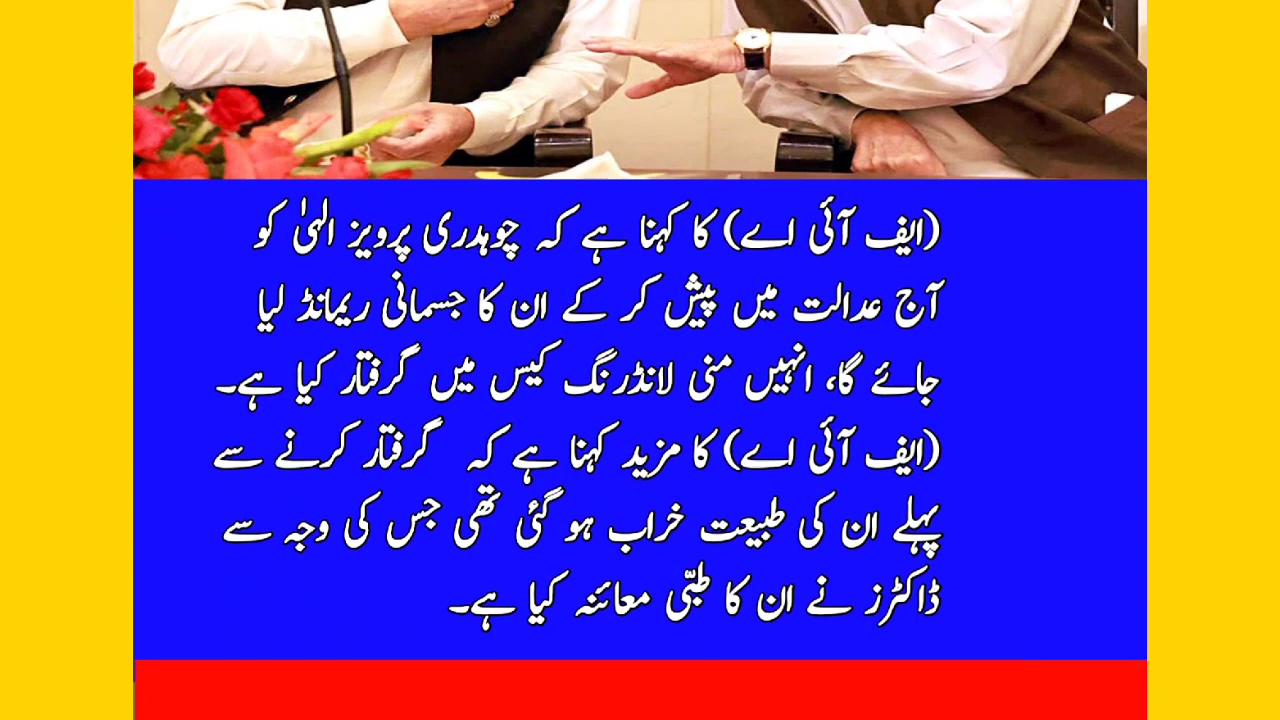 (ایف آئی اے) کا کہنا ہے کہ چوہدری پرویز الہیٰ کو
آج عدالت میں پیش کر کے ان کا جسمانی ریمانڈ لیا
جائے گا، انہیں منی لانڈرنگ کیس میں گرفتار کیا ہے۔
(ایف آئی اے) کا مزید کہنا ہے کہ گرفتار کرنے سے
پہلے ان کی طبیعت خراب ہو گئی تھی جس کی وجہ سے
ڈاکٹرز نے ان کا طبّی معائنہ کیا ہے۔